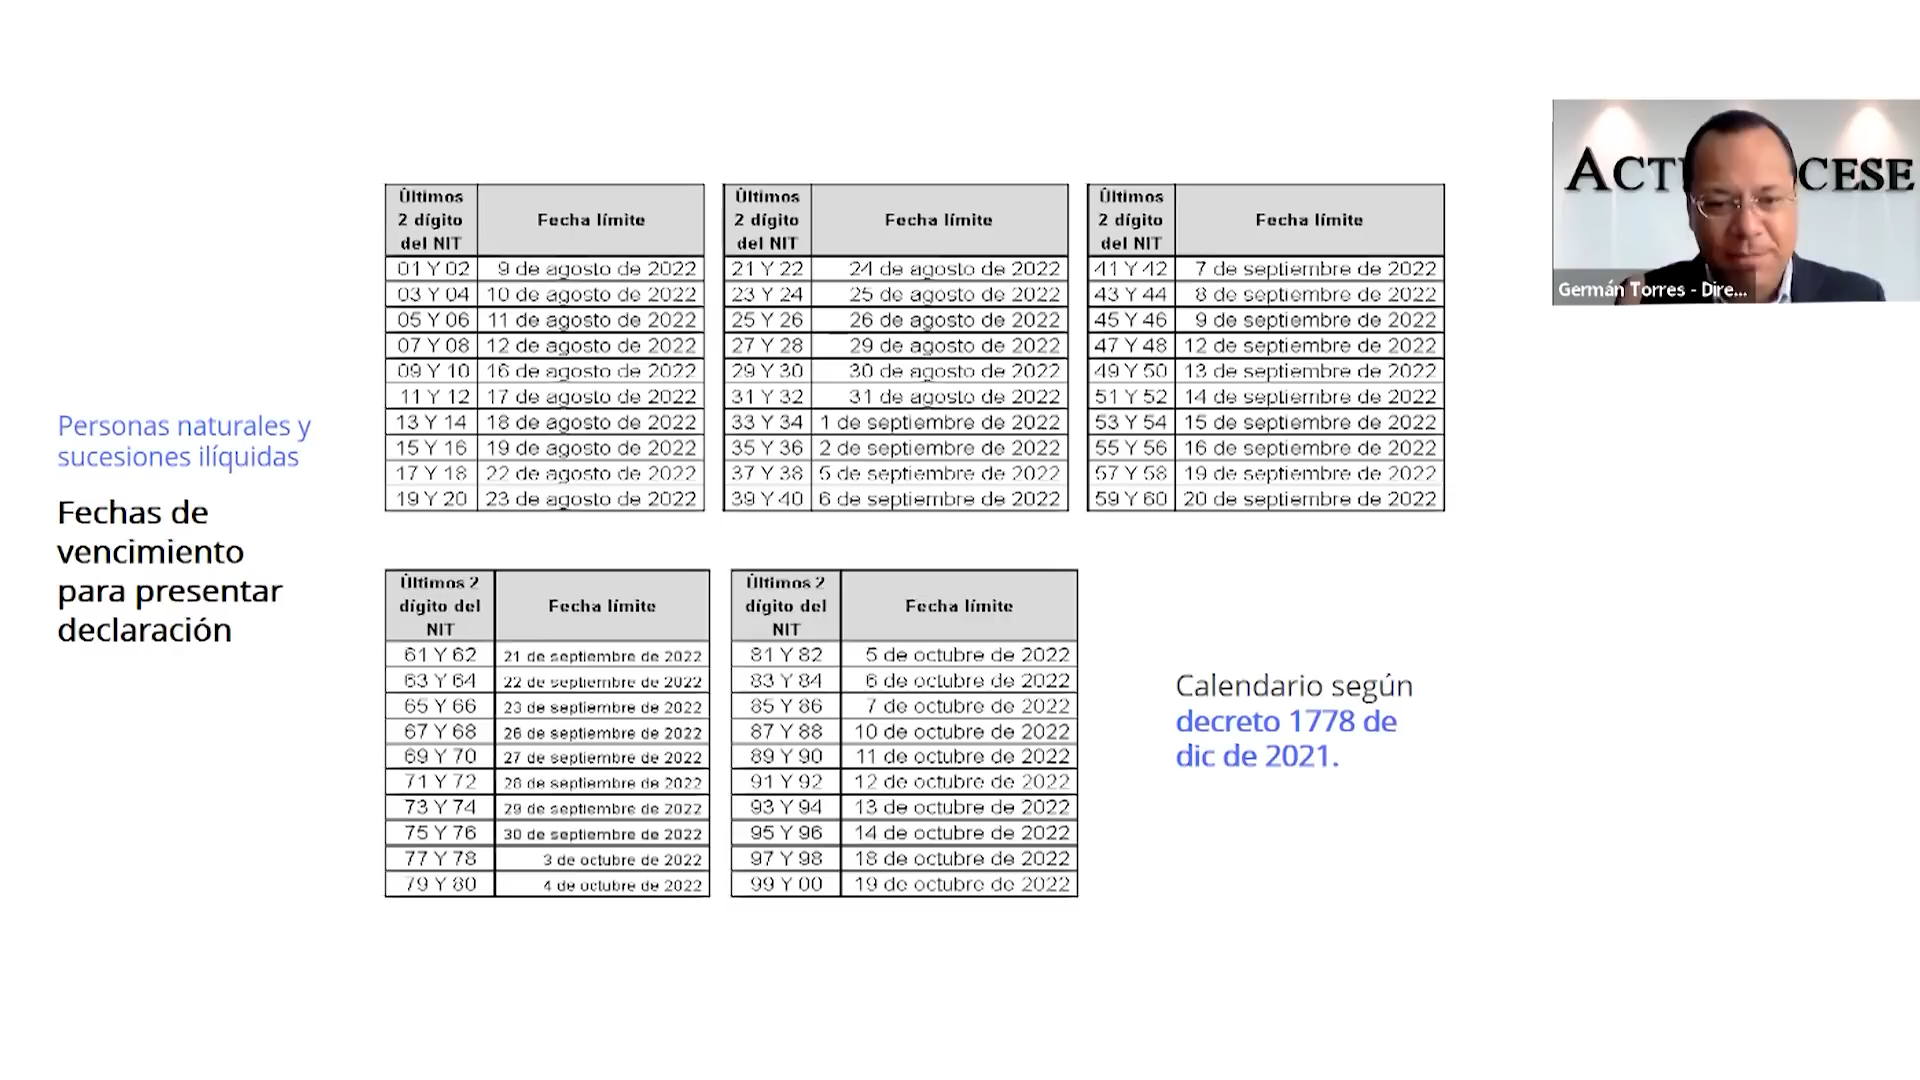 ACT
CESE
Germán Torres - Dire...
Personas naturales y
sucesiones ilíquidas
Fechas de
vencimiento
para presentar
declaración
Últimos
2 dígito
del NIT
Fecha límite
01 Y 02 9 de agosto de 2022
03 Y 04 10 de agosto de 2022
05 Y 06 11 de agosto de 2022
07 Y 08 12 de agosto de 2022
09 Y 10 16 de agosto de 2022
11 Y 12 17 de agosto de 2022
13 Y 14 18 de agosto de 2022
15 Y 16 19 de agosto de 2022
17 Y 18 22 de agosto de 2022
19 Y 20 23 de agosto de 2022
Últimos
2 dígito
del NIT
Fecha límite
21 Y 22 24 de agosto de 2022
23 Y 24 25 de agosto de 2022
25 Y 26 26 de agosto de 2022
27 Y 28 29 de agosto de 2022
29 Y 30 30 de agosto de 2022
31 Y 32 31 de agosto de 2022
33 Y 34 1 de septiembre de 2022
35 Y 36 2 de septiembre de 2022
37 Y 38 5 de septiembre de 2022
39 Y 40 6 de septiembre de 2022
Últimos
2 dígito
del NIT
Fecha límite
41 Y 42 7 de septiembre de 2022
43 Y 44 8 de septiembre de 2022
45 Y 46 9 de septiembre de 2022
47 Y 48 12 de septiembre de 2022
49 Y 50 13 de septiembre de 2022
51 Y 52 14 de septiembre de 2022
53 Y 54 15 de septiembre de 2022
55 Y 56 16 de septiembre de 2022
57 Y 58 19 de septiembre de 2022
59 Y 60 20 de septiembre de 2022
Últimos 2
dígito del
NIT
Fecha límite
61 Y 62 21 de septiembre de 2022
63 Y 64 22 de septiembre de 2022
65 Y 66 23 de septiembre de 2022
67 Y 68 26 de septiembre de 2022
69 Y 70 27 de septiembre de 2022
71 Y 72 28 de septiembre de 2022
73 Y 74 29 de septiembre de 2022
75 Y 76 30 de septiembre de 2022
77 Y 78 3 de octubre de 2022
79 Y 80 4 de octubre de 2022
Últimos 2
dígito del
NIT
Fecha límite
81 Y 82 5 de octubre de 2022
83 Y 84 6 de octubre de 2022
85 Y 86 7 de octubre de 2022
87 Y 88 10 de octubre de 2022
89 Y 90 11 de octubre de 2022
91 Y 92 12 de octubre de 2022
93 Y 94 13 de octubre de 2022
95 Y 96 14 de octubre de 2022
97 Y 98 18 de octubre de 2022
99 Y 00 19 de octubre de 2022
Calendario según
decreto 1778 de
dic de 2021.